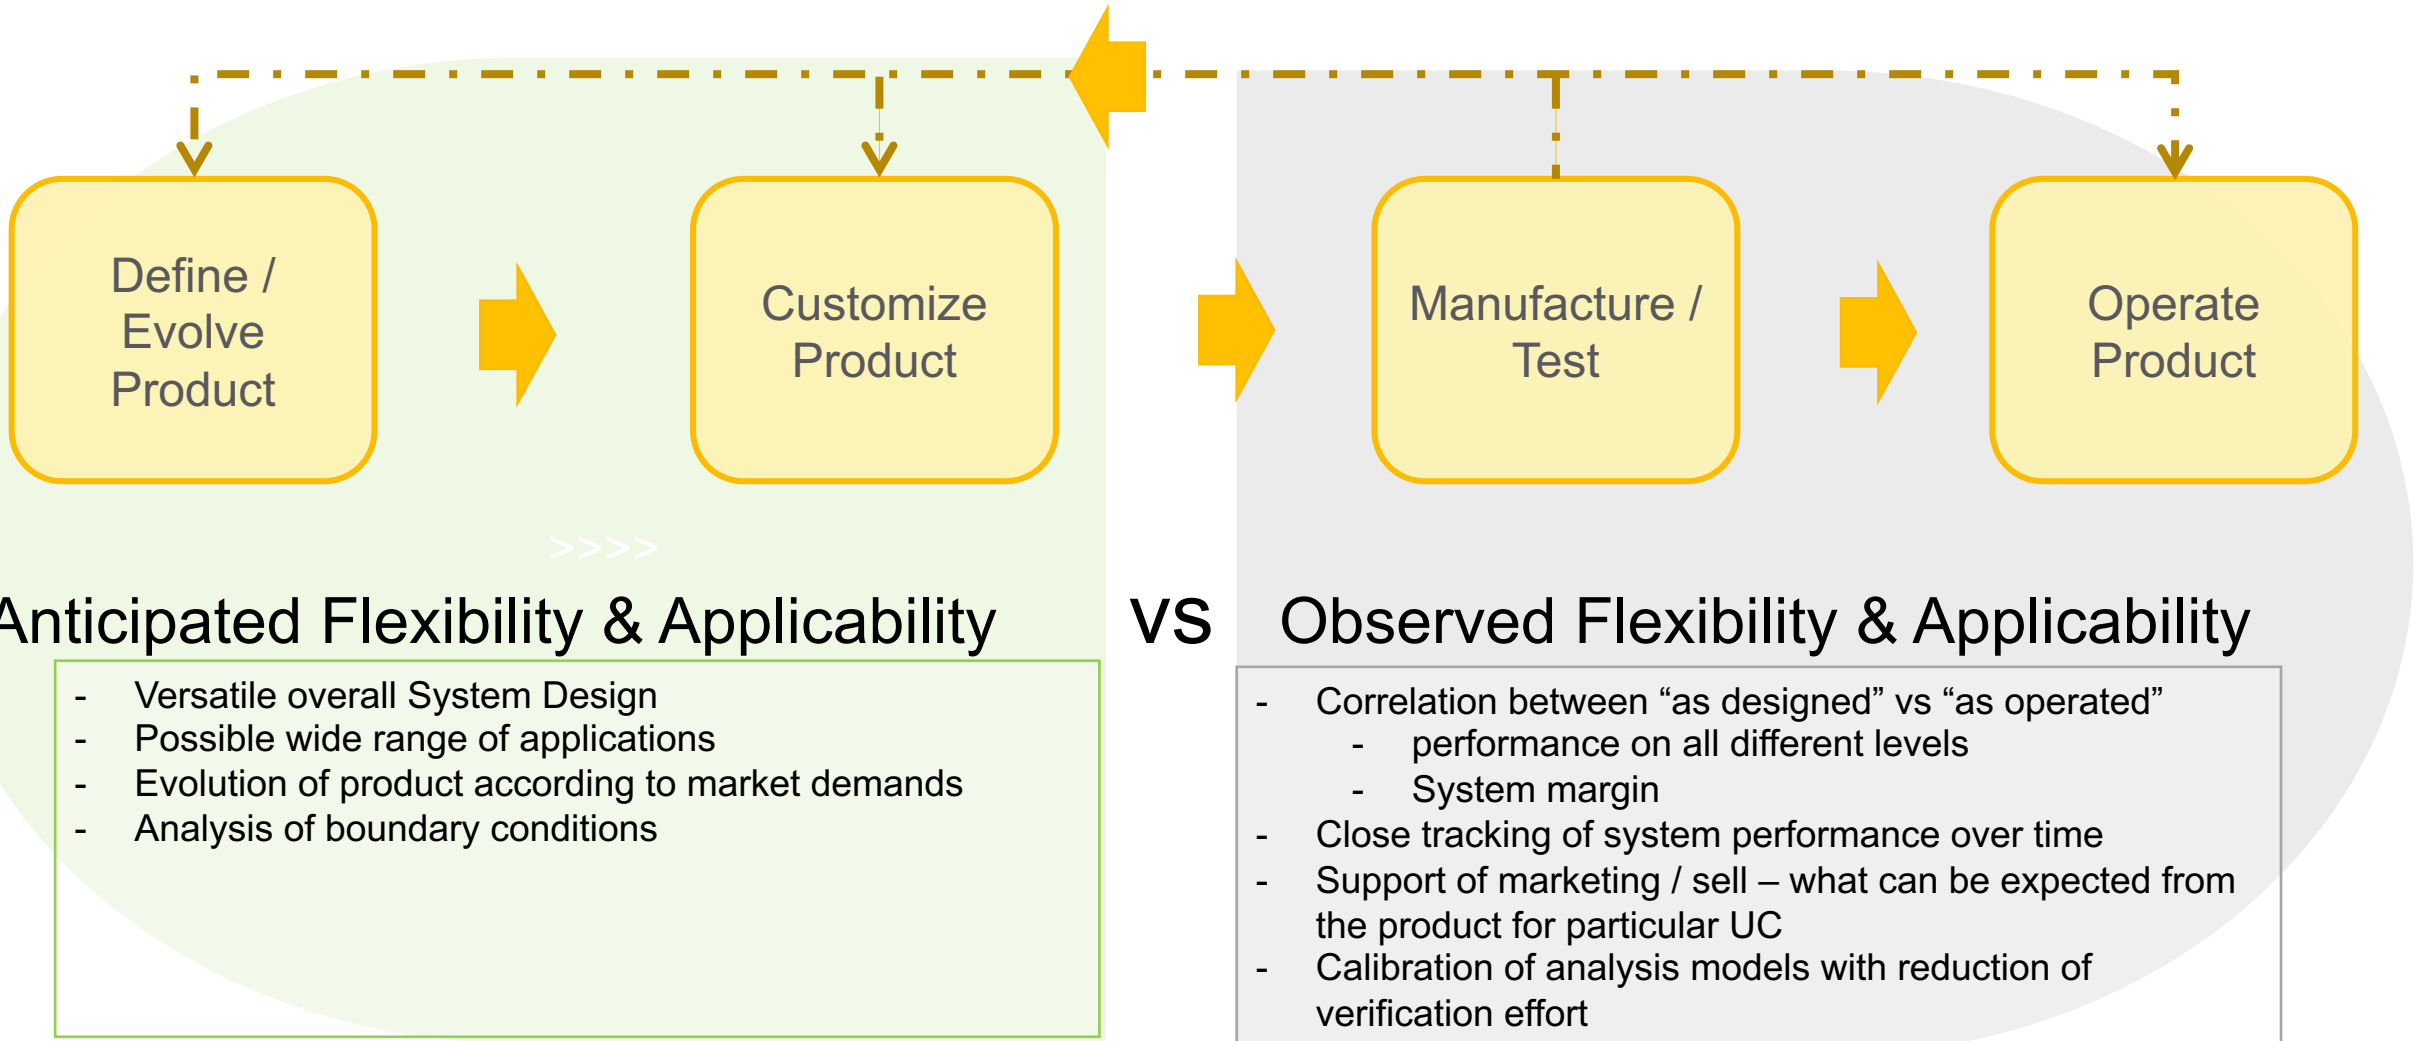 Define /
Evolve
Product
Customize
Product
Manufacture /
Test
Operate
Product
>>>>
Anticipated Flexibility & Applicability
vs
Observed Flexibility & Applicability
- Versatile overall System Design
- Possible wide range of applications
- Evolution of product according to market demands
- Analysis of boundary conditions
- Correlation between “as designed” vs “as operated”
- performance on all different levels
- System margin
- Close tracking of system performance over time
- Support of marketing / sell – what can be expected from
the product for particular UC
- Calibration of analysis models with reduction of
verification effort